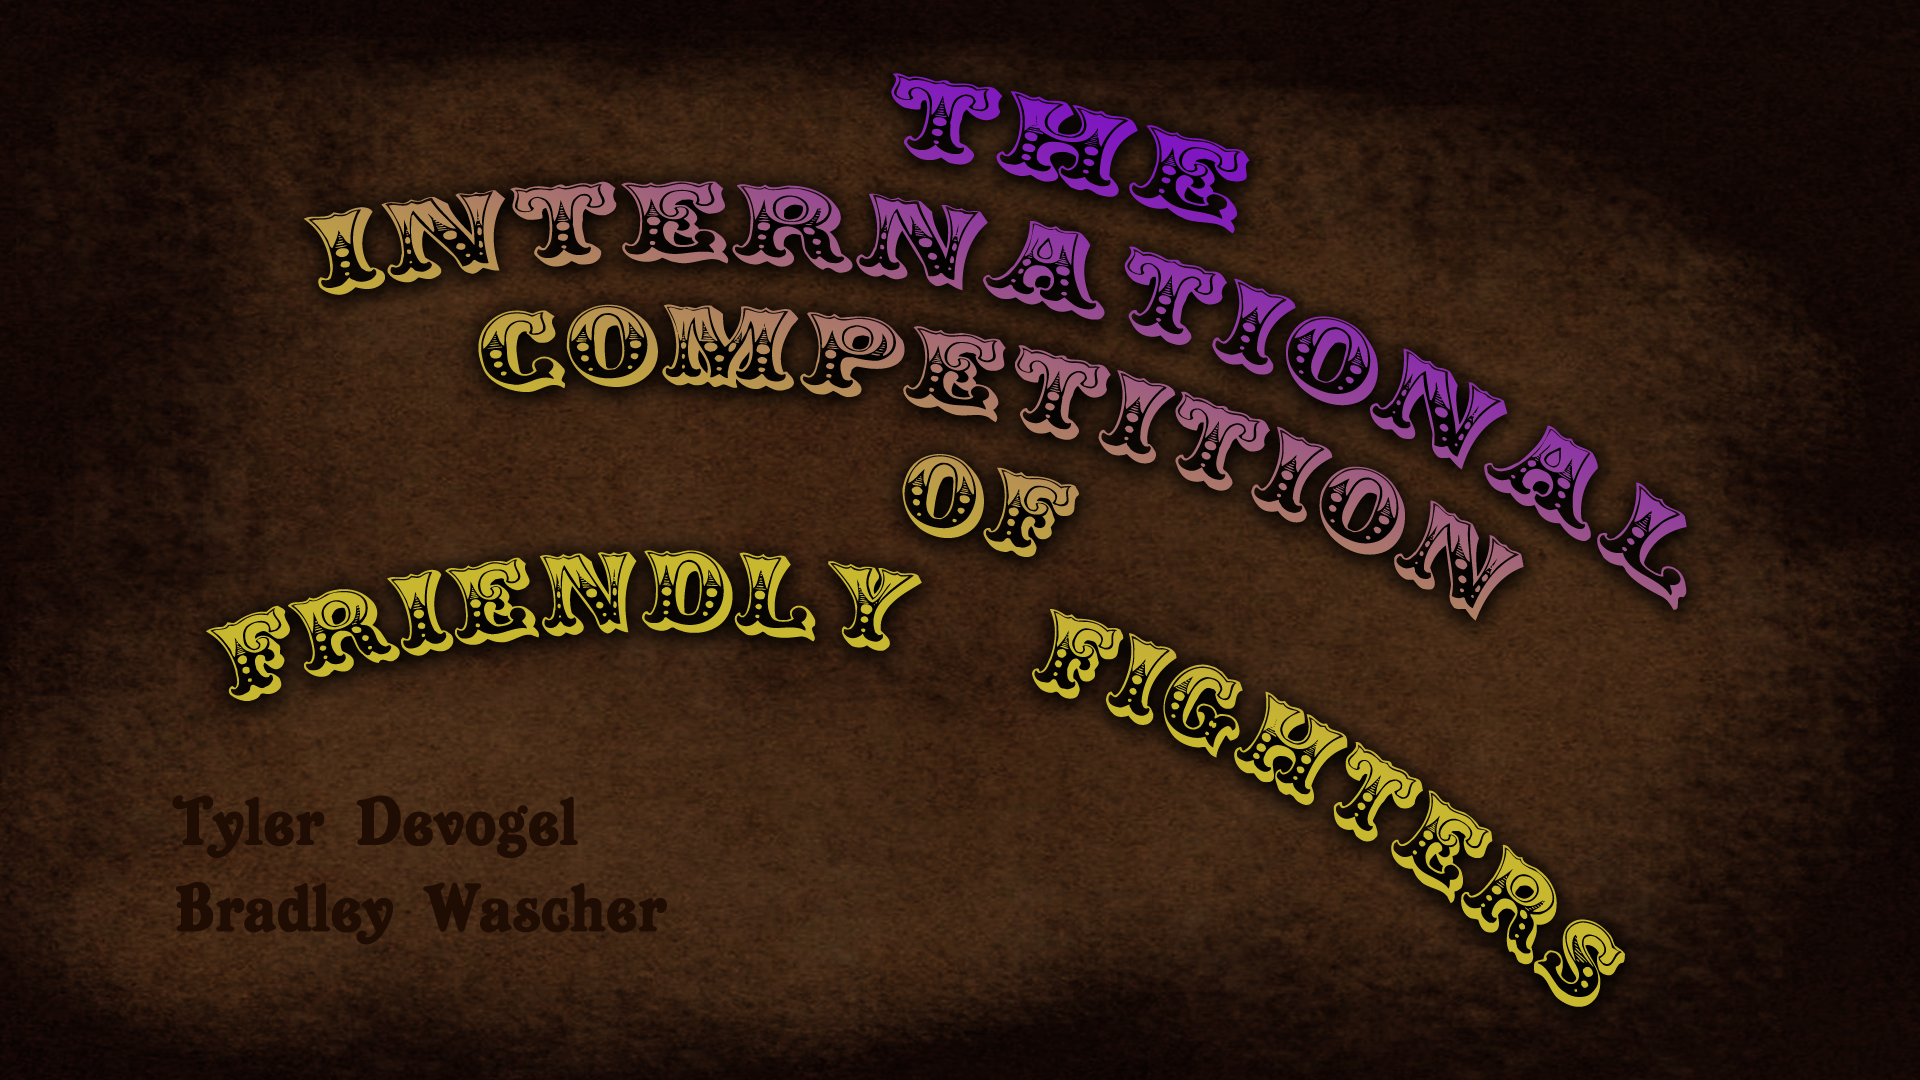 THE
INTERNATIONAL
COMPETITION
OF
FRIENDLY FIGHTERS
Tyler Devogel
Bradley Wascher